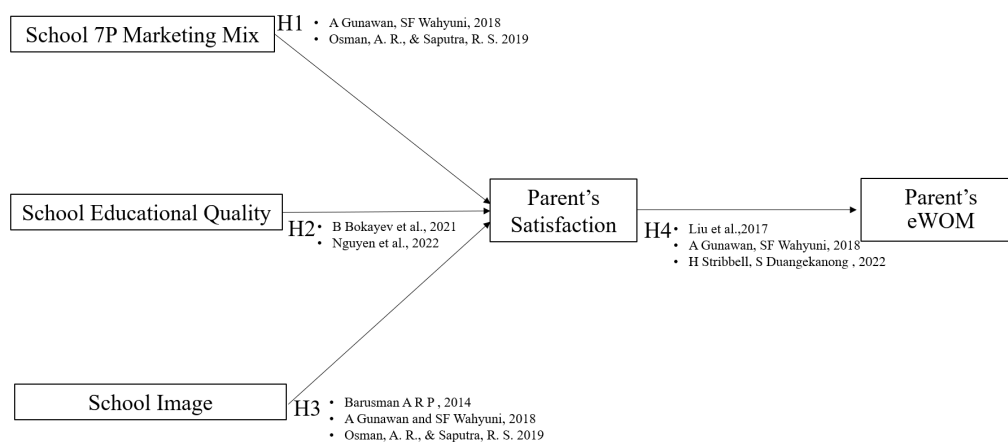 School 7P Marketing Mix
H1
• A Gunawan, SF Wahyuni, 2018
• Osman, A. R., & Saputra, R. S. 2019
School Educational Quality
H2
• B Bokayev et al., 2021
• Nguyen et al., 2022
Parent's
Satisfaction
H4
• Liu et al.,2017
• A Gunawan, SF Wahyuni, 2018
• H Stribbell, S Duangekanong , 2022
Parent's
eWOM
School Image
H3
• Barusman A R P , 2014
• A Gunawan and SF Wahyuni, 2018
• Osman, A. R., & Saputra, R. S. 2019